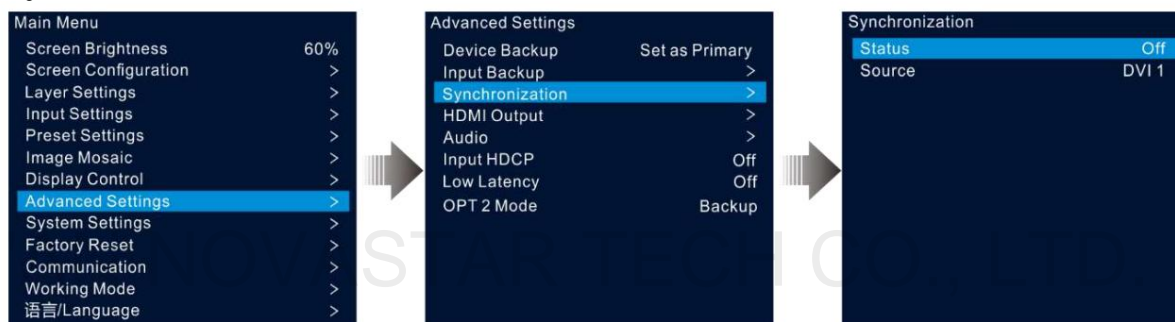 Main Menu
Screen Brightness 60%
Screen Configuration >
Layer Settings >
Input Settings >
Preset Settings >
Image Mosaic >
Display Control >
Advanced Settings >
System Settings >
Factory Reset >
Communication >
Working Mode >
语言/Language >
Advanced Settings
Device Backup Set as Primary
Input Backup >
Synchronization >
HDMI Output >
Audio >
Input HDCP Off
Low Latency Off
OPT 2 Mode Backup
Synchronization
Status Off
Source DVI 1
NOVASTAR TECH CO., LTD.